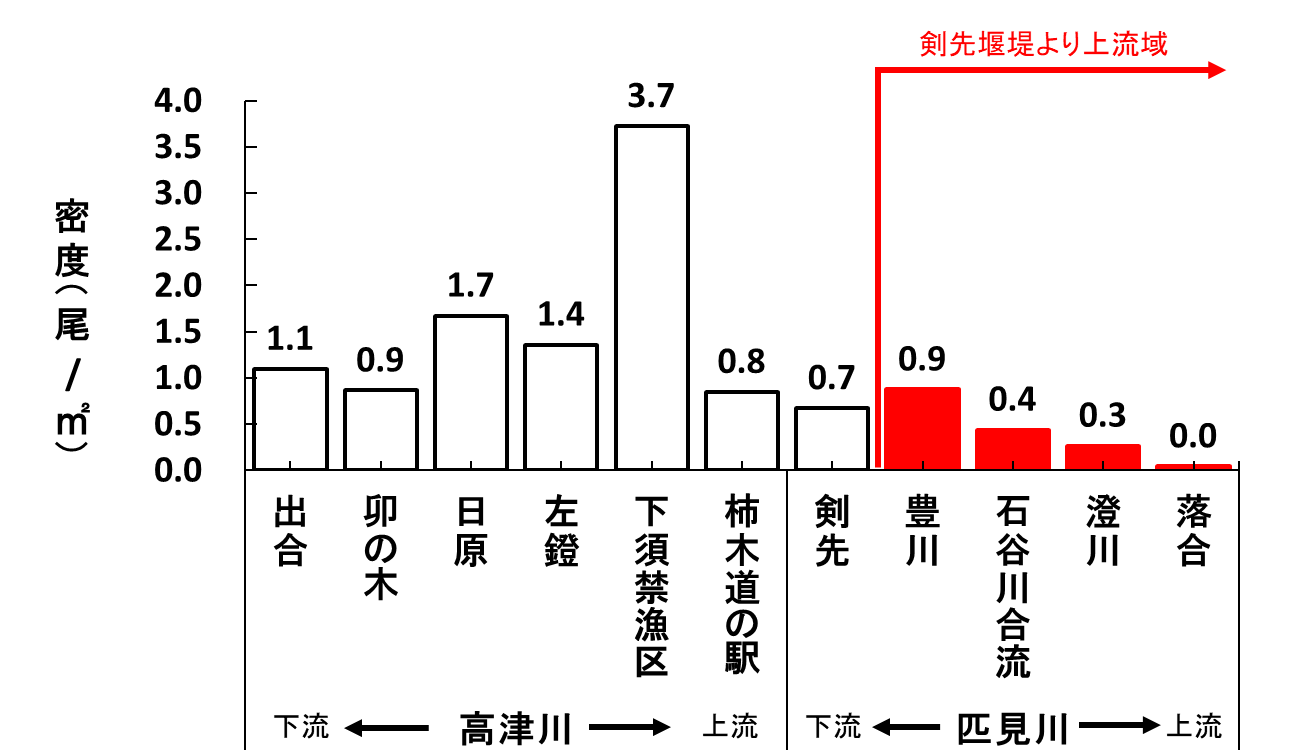 剣先堰堤より上流域
密度(尾/㎡)
4.0
3.5
3.0
2.5
2.0
1.5
1.0
0.5
0.0
1.1
0.9
1.7
1.4
3.7
0.8
0.7
0.9
0.4
0.3
0.0
出合
卯の木
日原
左鐙
下須禁漁区
柿木道の駅
剣先
豊川
石谷川合流
澄川
落合
下流 高津川 上流
下流 匹見川 上流